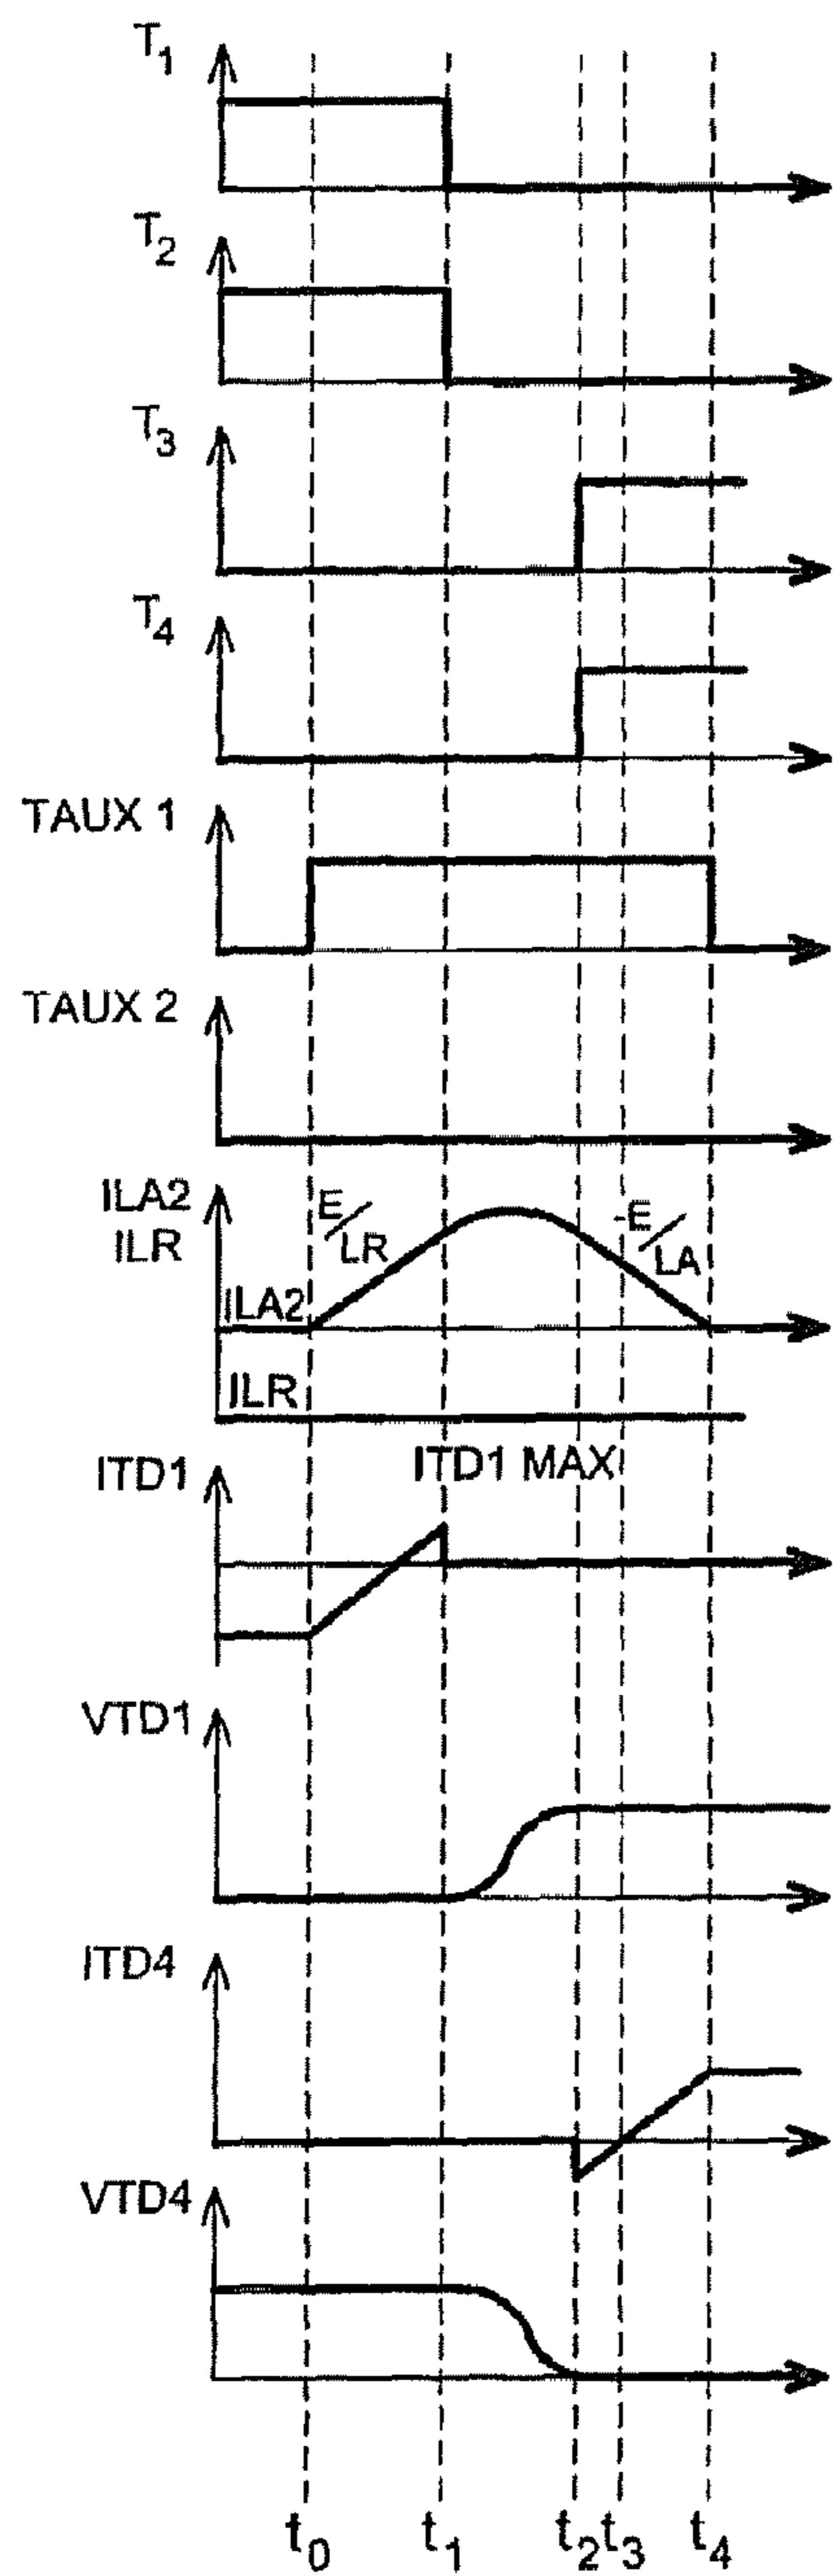 T1
T2
T3
T4
TAUX 1
TAUX 2
ILA2
ILR
E/LR
-E/LA
ILA2
ILR
ITD1
ITD1 MAX
VTD1
ITD4
VTD4
t0 t1 t2 t3 t4